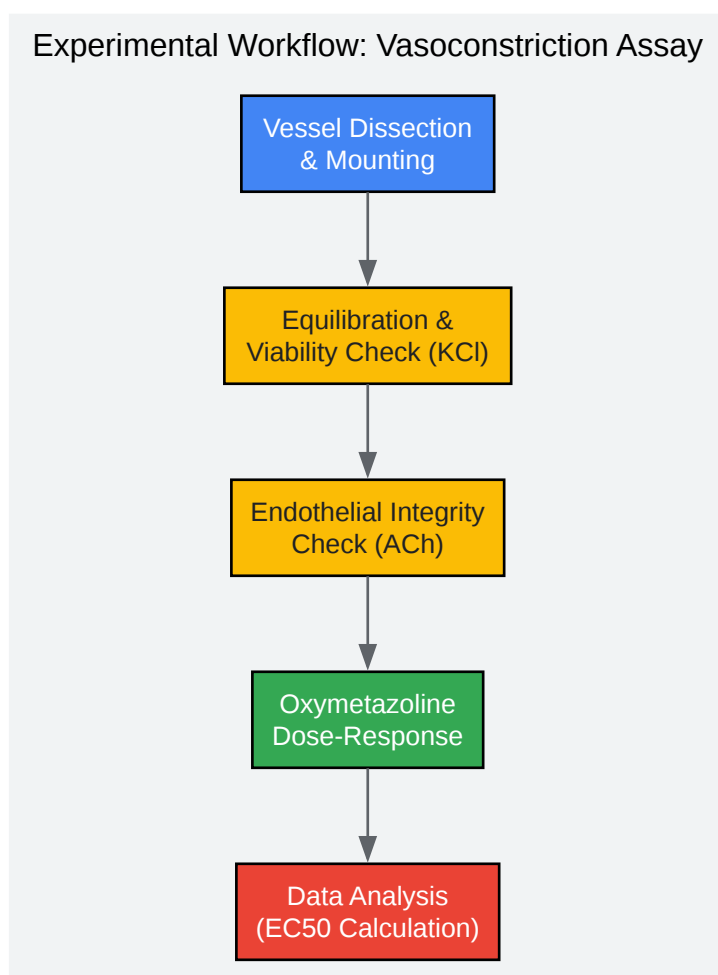 Experimental Workflow: Vasoconstriction Assay
Vessel Dissection
& Mounting
Equilibration &
Viability Check (KCl)
Endothelial Integrity
Check (ACh)
Oxymetazoline
Dose-Response
Data Analysis
(EC50 Calculation)